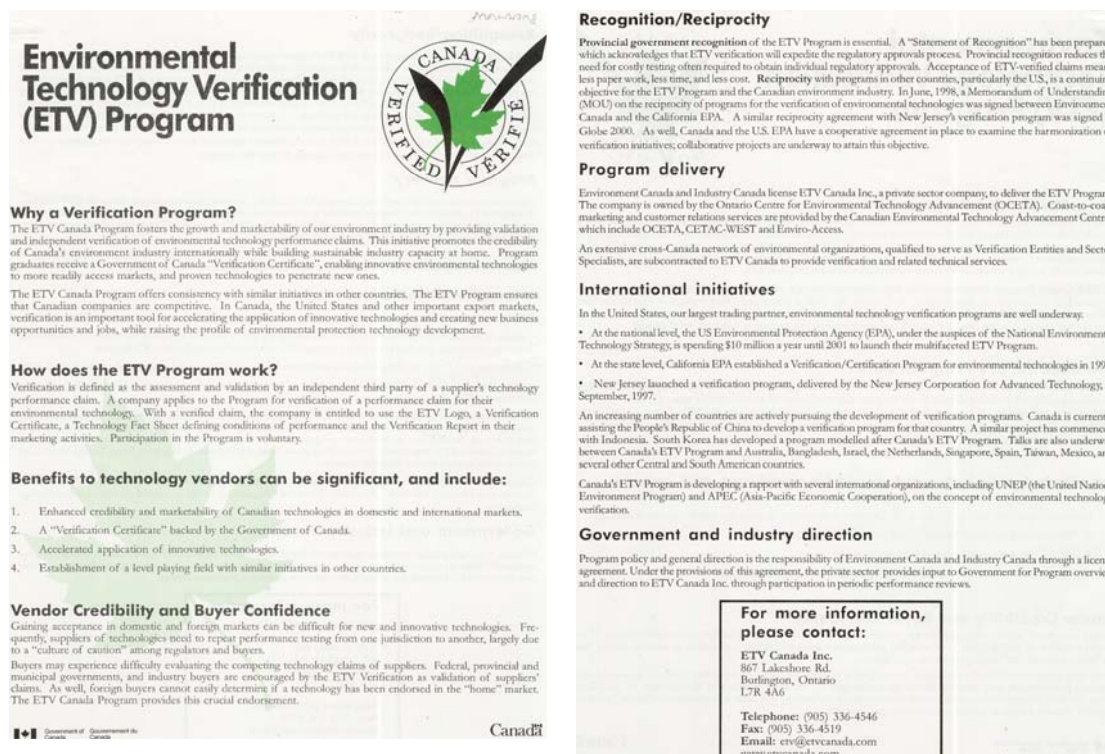 Environmental
Technology Verification
(ETV) Program
CANADA
VERIFIED
VÉRIFIÉ
Why a Verification Program?
The ETV Canada Program fosters the growth and marketability of our environment industry by providing validation
and independent verification of environmental technology performance claims. This initiative promotes the credibility
of Canada's environment industry internationally while building sustainable industry capacity at home. Program
graduates receive a Government of Canada "Verification Certificate", enabling innovative environmental technologies
to more readily access markets, and proven technologies to penetrate new ones.
The ETV Canada Program offers consistency with similar initiatives in other countries. The ETV Program ensures
that Canadian companies are competitive. In Canada, the United States and other important export markets,
verification is an important tool for accelerating the application of innovative technologies and creating new business
opportunities and jobs, while raising the profile of environmental protection technology development.
How does the ETV Program work?
Verification is defined as the assessment and validation by an independent third party of a supplier's technology
performance claim. A company applies to the Program for verification of a performance claim for their
environmental technology. With a verified claim, the company is entitled to use the ETV Logo, a Verification
Certificate, a Technology Fact Sheet defining conditions of performance and the Verification Report in their
marketing activities. Participation in the Program is voluntary.
Benefits to technology vendors can be significant, and include:
1. Enhanced credibility and marketability of Canadian technologies in domestic and international markets.
2. A "Verification Certificate" backed by the Government of Canada.
3. Accelerated application of innovative technologies.
4. Establishment of a level playing field with similar initiatives in other countries.
Vendor Credibility and Buyer Confidence
Gaining acceptance in domestic and foreign markets can be difficult for new and innovative technologies. Fre-
quently, suppliers of technologies need to repeat performance testing from one jurisdiction to another, largely due
to a "culture of caution" among regulators and buyers.
Buyers may experience difficulty evaluating the competing technology claims of suppliers. Federal, provincial and
municipal governments, and industry buyers are encouraged by the ETV Verification as validation of suppliers'
claims. As well, foreign buyers cannot easily determine if a technology has been endorsed in the "home" market.
The ETV Canada Program provides this crucial endorsement.
Government of Canada
Gouvernement du Canada
Canada
Recognition/Reciprocity
Provincial government recognition of the ETV Program is essential. A "Statement of Recognition" has been prepare
which acknowledges that ETV verification will expedite the regulatory approvals process. Provincial recognition reduces th
need for costly testing often required to obtain individual regulatory approvals. Acceptance of ETV-verified claims mean
less paper work, less time, and less cost. Reciprocity with programs in other countries, particularly the U.S., is a continuin
objective for the ETV Program and the Canadian environment industry. In June, 1998, a Memorandum of Understandin
(MOU) on the reciprocity of programs for the verification of environmental technologies was signed between Environmen
Canada and the California EPA. A similar reciprocity agreement with New Jersey's verification program was signed
Globe 2000. As well, Canada and the U.S. EPA have a cooperative agreement in place to examine the harmonization
verification initiatives; collaborative projects are underway to attain this objective.
Program delivery
Environment Canada and Industry Canada license ETV Canada Inc., a private sector company, to deliver the ETV Program
The company is owned by the Ontario Centre for Environmental Technology Advancement (OCETA). Coast-to-coa
marketing and customer relations services are provided by the Canadian Environmental Technology Advancement Centr
which include OCETA, CETAC-WEST and Enviro-Access.
An extensive cross-Canada network of environmental organizations, qualified to serve as Verification Entities and Secto
Specialists, are subcontracted to ETV Canada to provide verification and related technical services.
International initiatives
In the United States, our largest trading partner, environmental technology verification programs are well underway.
• At the national level, the US Environmental Protection Agency (EPA), under the auspices of the National Environment
Technology Strategy, is spending $10 million a year until 2001 to launch their multifaceted ETV Program.
• At the state level, California EPA established a Verification/Certification Program for environmental technologies in 199
• New Jersey launched a verification program, delivered by the New Jersey Corporation for Advanced Technology,
September, 1997.
An increasing number of countries are actively pursuing the development of verification programs. Canada is current
assisting the People's Republic of China to develop a verification program for that country. A similar project has commenc
with Indonesia. South Korea has developed a program modelled after Canada's ETV Program. Talks are also underw
between Canada's ETV Program and Australia, Bangladesh, Israel, the Netherlands, Singapore, Spain, Taiwan, Mexico, an
several other Central and South American countries.
Canada's ETV Program is developing a rapport with several international organizations, including UNEP (the United Nation
Environment Program) and APEC (Asia-Pacific Economic Cooperation), on the concept of environmental technolog
verification.
Government and industry direction
Program policy and general direction is the responsibility of Environment Canada and Industry Canada through a licen
agreement. Under the provisions of this agreement, the private sector provides input to Government for Program overvie
and direction to ETV Canada Inc. through participation in periodic performance reviews.
For more information,
please contact:
ETV Canada Inc.
867 Lakeshore Rd.
Burlington, Ontario
L7R 4A6
Telephone: (905) 336-4546
Fax: (905) 336-4519
Email: etv@etvcanada.com
www.etvcanada.com